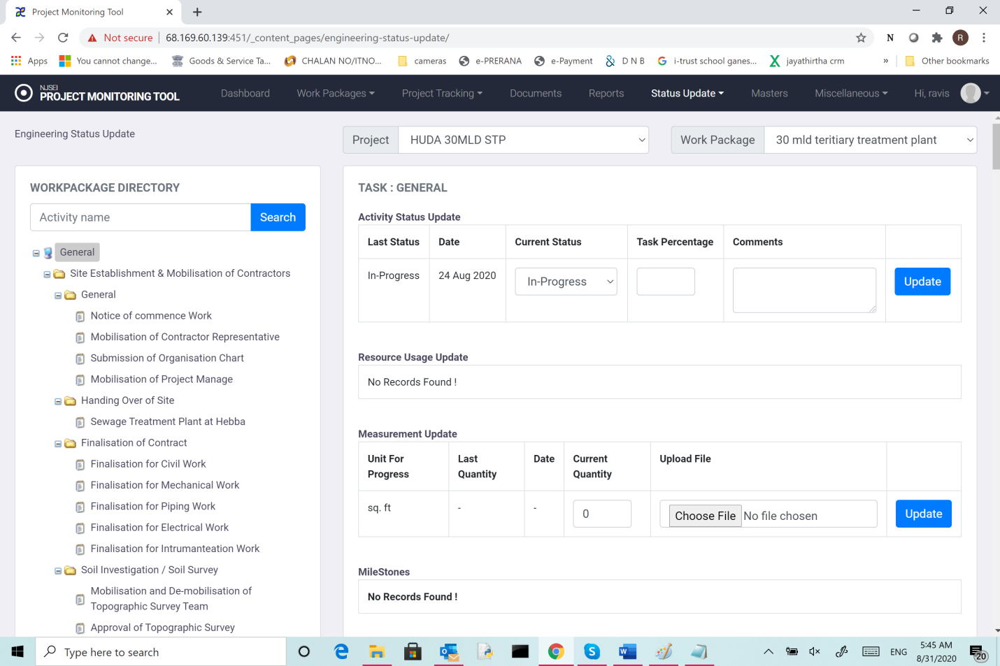 Project Monitoring Tool
Not secure
68.169.60.139:451/_content_pages/engineering-status-update/
N
R
Apps
You cannot change...
Goods & Service Ta...
CHALAN NO/ITNO...
cameras
e-PRERANA
e-Payment
D N B
i-trust school ganes...
jayathirtha crm
»
Other bookmarks
NJSEI
PROJECT MONITORING TOOL
Dashboard
Work Packages
Project Tracking
Documents
Reports
Status Update
Masters
Miscellaneous
Hi, ravis
Engineering Status Update
Project
HUDA 30MLD STP
Work Package
30 mld teritiary treatment plant
WORKPACKAGE DIRECTORY
Activity name
Search
General
Site Establishment & Mobilisation of Contractors
General
Notice of commence Work
Mobilisation of Contractor Representative
Submission of Organisation Chart
Mobilisation of Project Manage
Handing Over of Site
Sewage Treatment Plant at Hebba
Finalisation of Contract
Finalisation for Civil Work
Finalisation for Mechanical Work
Finalisation for Piping Work
Finalisation for Electrical Work
Finalisation for Intrumanteation Work
Soil Investigation / Soil Survey
Mobilisation and De-mobilisation of
Topographic Survey Team
Approval of Topographic Survey
TASK : GENERAL
Activity Status Update
Last Status
Date
Current Status
Task Percentage
Comments
In-Progress
24 Aug 2020
In-Progress
Update
Resource Usage Update
No Records Found !
Measurement Update
Unit For
Progress
Last
Quantity
Date
Current
Quantity
Upload File
sq. ft
-
-
0
Choose File No file chosen
Update
MileStones
No Records Found !
Type here to search
ENG
5:45 AM
8/31/2020
20